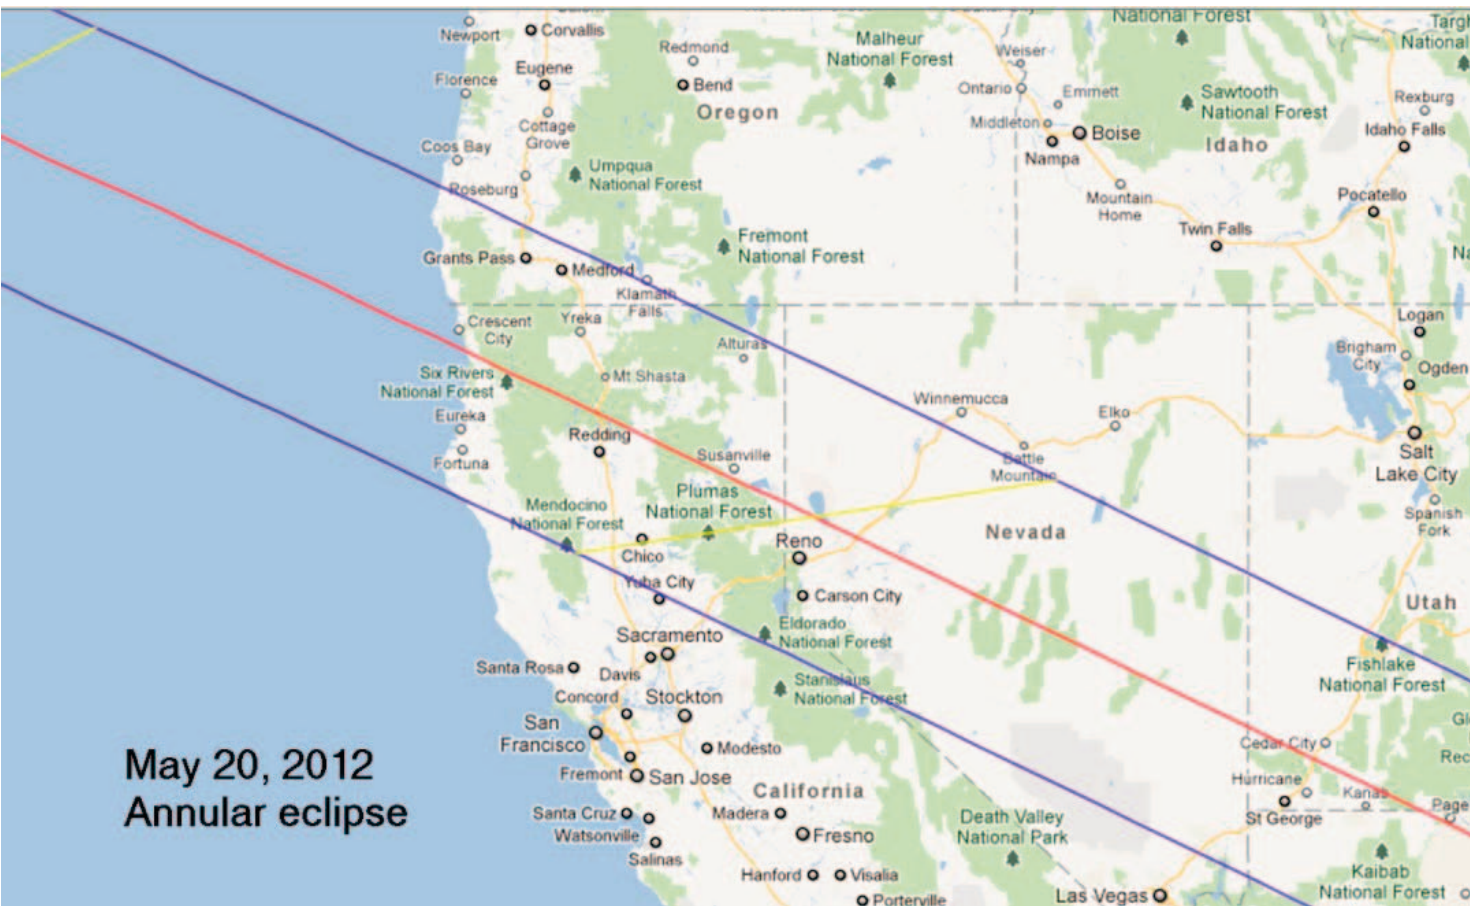 National Forest
Targh
National
Newport
Corvallis
Redmond
Malheur
National Forest
Weiser
Eugene
Florence
Bend
Oregon
Ontario
Emmett
Sawtooth
National Forest
Rexburg
Cottage
Grove
Middleton
Boise
Idaho
Idaho Falls
Coos Bay
Nampa
Umpqua
National Forest
Roseburg
Mountain
Home
Pocatello
Twin Falls
Fremont
National Forest
Na
Grants Pass
Medford
Klamath
Falls
Crescent
City
Yreka
Alturas
Logan
Brigham
City
Ogden
Six Rivers
National Forest
Mt Shasta
Eureka
Winnemucca
Elko
Redding
Fortuna
Susanville
Battle
Mountain
Salt
Lake City
Plumas
National Forest
Mendocino
National Forest
Spanish
Fork
Chico
Reno
Nevada
Yuba City
Carson City
Utah
Eldorado
National Forest
Sacramento
Santa Rosa
Davis
Fishlake
National Forest
Stanislaus
National Forest
Concord
Stockton
San
Francisco
Modesto
Gl
Cedar City
Rec
May 20, 2012
Annular eclipse
Fremont
San Jose
California
Hurricane
Kanab
Page
Santa Cruz
Madera
St George
Watsonville
Fresno
Death Valley
National Park
Salinas
Hanford
Visalia
Kaibab
National Forest
Las Vegas
Porterville